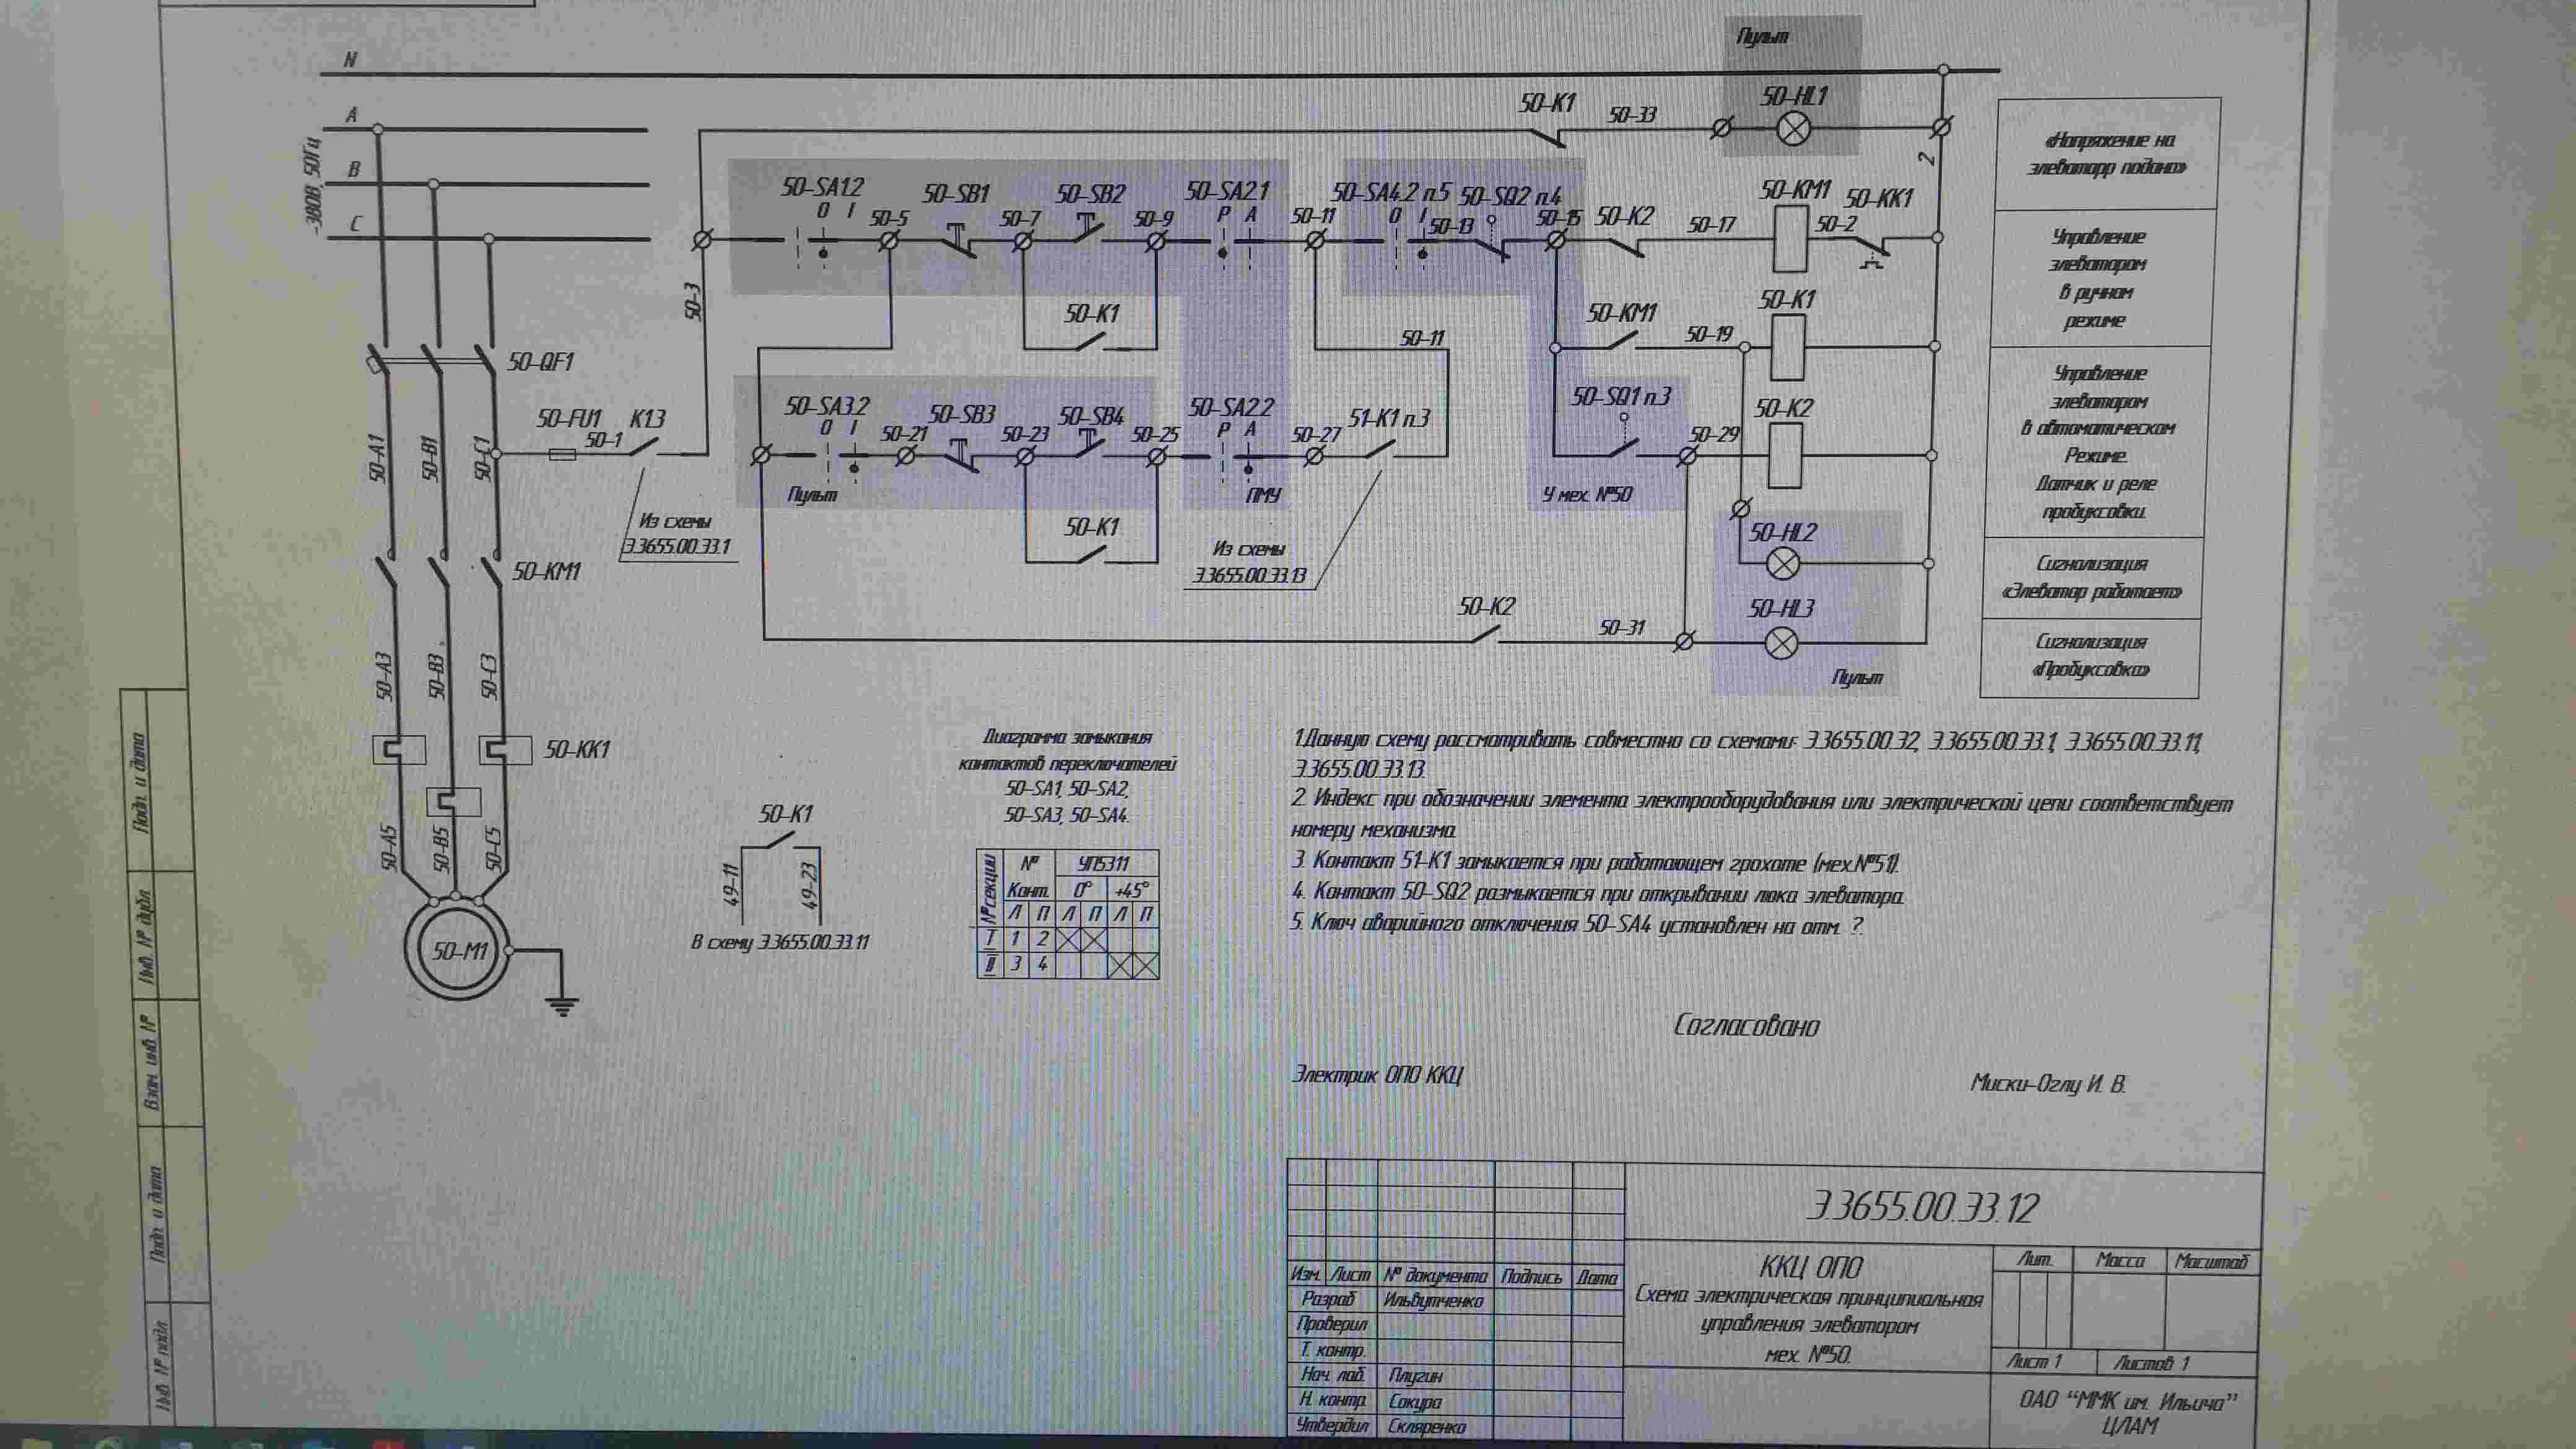 N
A
B
C
~380В, 50Гц
50-QF1
50-A1
50-B1
50-C1
50-FU1
50-1
К13
Из схемы
Э.3655.00.33.1
50-KM1
50-A3
50-B3
50-C3
50-KK1
50-A5
50-B5
50-C5
50-M1
50-3
50-K1
50-33
Пульт
50-HL1
2
50-SA1.2
0 I
50-5
50-SB1
50-7
50-SB2
50-9
50-SA2.1
Р А
50-11
50-SA4.2 п.5
0 I
50-13
50-SQ2 п.4
50-15
50-K2
50-17
50-KM1
50-2
50-KK1
50-K1
50-11
50-KM1
50-19
50-K1
50-SA3.2
0 I
50-21
50-SB3
50-23
50-SB4
50-25
50-SA2.2
Р А
50-27
51-K1 п.3
50-SQ1 п.3
50-29
50-K2
Пульт
ПМУ
У мех. №50
50-K1
Из схемы
Э.3655.00.33.13
50-HL2
50-K2
50-31
50-HL3
Пульт
«Напряжение на
элеваторр подано»
Управление
элеватором
в ручном
режиме
Управление
элеватором
в автоматическом
Режиме.
Датчик и реле
пробуксовки.
Сигнализация
«Элеватор работает»
Сигнализация
«Пробуксовка»
50-K1
49-11
49-23
В схему Э.3655.00.33.11
Диаграмма замыкания
контактов переключателей
50-SA1, 50-SA2,
50-SA3, 50-SA4.
№ секции
№ УП5311
Конт. 0° +45°
Л П Л П Л П
I 1 2
II 3 4
1.Данную схему рассматривать совместно со схемами: Э.3655.00.32, Э.3655.00.33.1, Э.3655.00.33.11,
Э.3655.00.33.13.
2. Индекс при обозначении элемента электрооборудования или электрической цепи соответствует
номеру механизма.
3. Контакт 51-K1 замыкается при работающем грохоте (мех.№51).
4. Контакт 50-SQ2 размыкается при открывании люка элеватора.
5. Ключ аварийного отключения 50-SA4 установлен на отм. ?.
Согласовано
Электрик ОПО ККЦ
Миски-Оглу И. В.
Подп. и дата
Инв. № дубл.
Взам. инв. №
Подп. и дата
Инв. № подл.
Э.3655.00.33.12
Изм. Лист № документа Подпись Дата
Разраб Ильвутченко
Проверил
Т. контр.
Нач. лаб. Плугин
Н. контр. Сокура
Утвердил Скляренко
ККЦ ОПО
Схема электрическая принципиальная
управления элеватором
мех. №50.
Лит. Масса Масштаб
Лист 1 Листов 1
ОАО “ММК им. Ильича”
ЦЛАМ